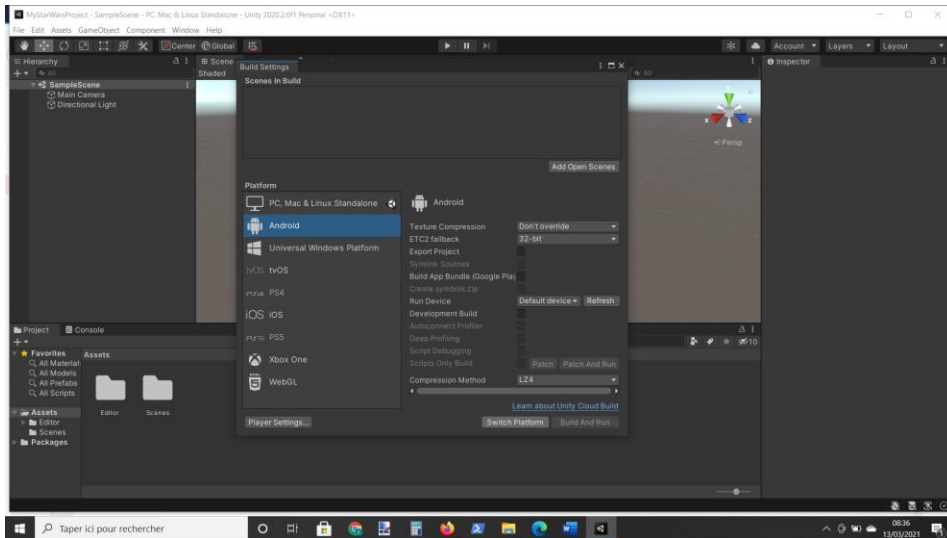 MyStarWarsProject - SampleScene - PC, Mac & Linux Standalone - Unity 2020.2.6f1 Personal <DX11>
File Edit Assets GameObject Component Window Help
Center Global
Account Layers Layout
Hierarchy
Scene
Inspector
All
Shaded
All
SampleScene
Main Camera
Directional Light
Persp
Build Settings
Scenes In Build
Add Open Scenes
Platform
PC, Mac & Linux Standalone
Android
Universal Windows Platform
tvOS tvOS
PS4 PS4
iOS iOS
PS5 PS5
Xbox One
WebGL
Android
Texture Compression Don't override
ETC2 fallback 32-bit
Export Project
Symlink Sources
Build App Bundle (Google Play
Create symbols.zip
Run Device Default device Refresh
Development Build
Autoconnect Profiler
Deep Profiling
Script Debugging
Scripts Only Build Patch Patch And Run
Compression Method LZ4
Learn about Unity Cloud Build
Player Settings... Switch Platform Build And Run
Project Console
10
Favorites
All Material
All Models
All Prefabs
All Scripts
Assets
Editor
Scenes
Packages
Assets
Editor Scenes
Taper ici pour rechercher
08:36
13/03/2021